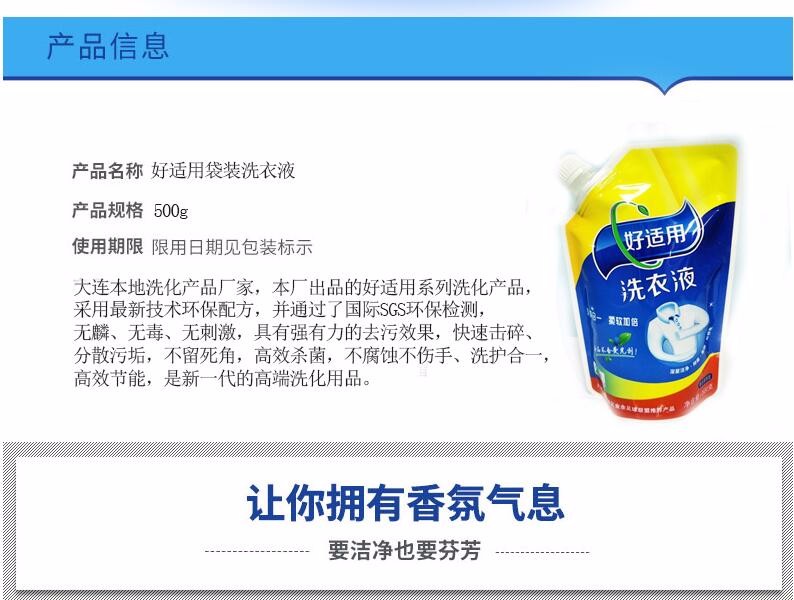 产品信息
产品名称 好适用袋装洗衣液
产品规格 500g
使用期限 限用日期见包装标示
大连本地洗化产品厂家，本厂出品的好适用系列洗化产品，
采用最新技术环保配方，并通过了国际SGS环保检测，
无麟、无毒、无刺激，具有强有力的去污效果，快速击碎、
分散污垢，不留死角，高效杀菌，不腐蚀不伤手、洗护合一，
高效节能，是新一代的高端洗化用品。
好适用
洗衣液
柔软加倍
让你拥有香氛气息
要洁净也要芬芳